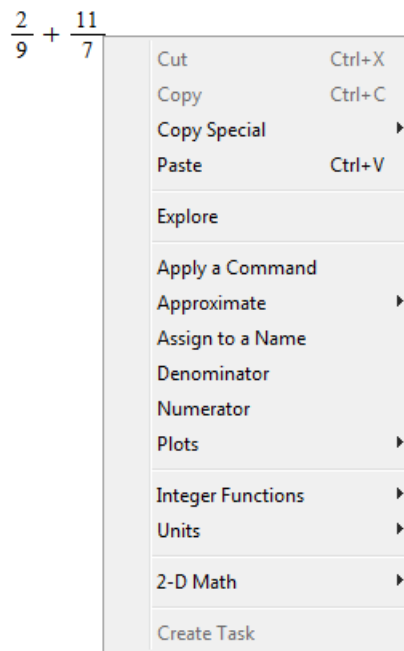 2/9 + 11/7
Cut Ctrl+X
Copy Ctrl+C
Copy Special
Paste Ctrl+V
Explore
Apply a Command
Approximate
Assign to a Name
Denominator
Numerator
Plots
Integer Functions
Units
2-D Math
Create Task